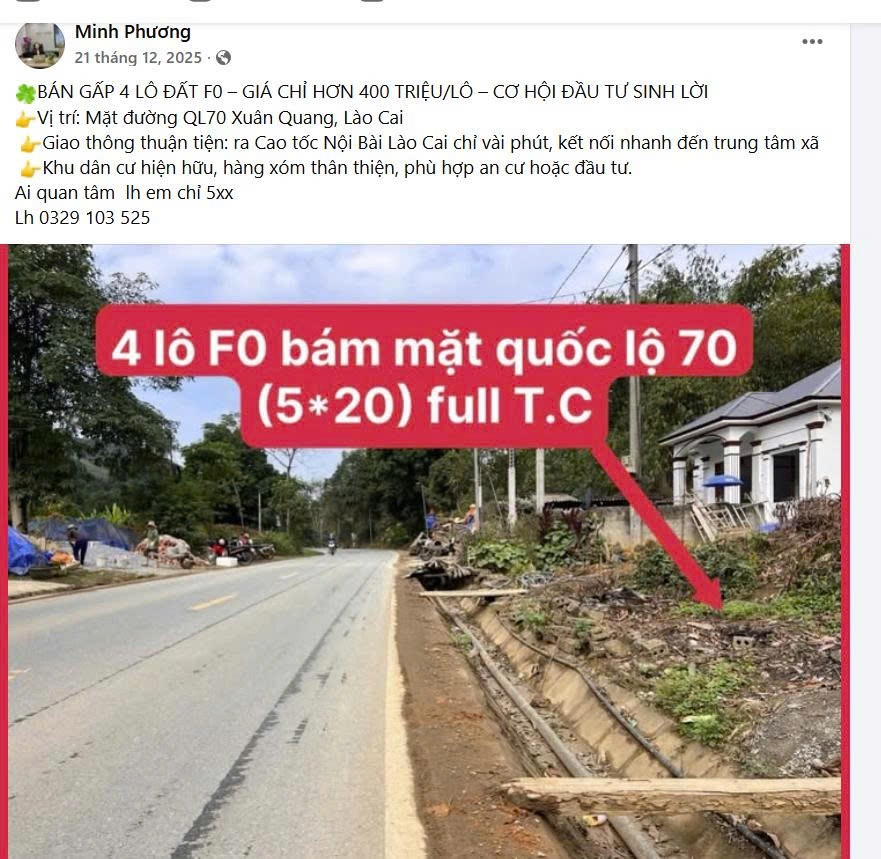 Minh Phương
21 tháng 12, 2025 ·
🍀BÁN GẤP 4 LÔ ĐẤT F0 – GIÁ CHỈ HƠN 400 TRIỆU/LÔ – CƠ HỘI ĐẦU TƯ SINH LỜI
👉Vị trí: Mặt đường QL70 Xuân Quang, Lào Cai
👉Giao thông thuận tiện: ra Cao tốc Nội Bài Lào Cai chỉ vài phút, kết nối nhanh đến trung tâm xã
👉Khu dân cư hiện hữu, hàng xóm thân thiện, phù hợp an cư hoặc đầu tư.
Ai quan tâm lh em chỉ 5xx
Lh 0329 103 525
4 lô F0 bám mặt quốc lộ 70
(5*20) full T.C